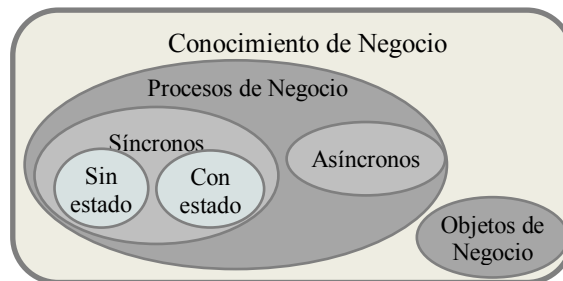 Conocimiento de Negocio
Procesos de Negocio
Síncronos
Sin
estado
Con
estado
Asíncronos
Objetos de
Negocio